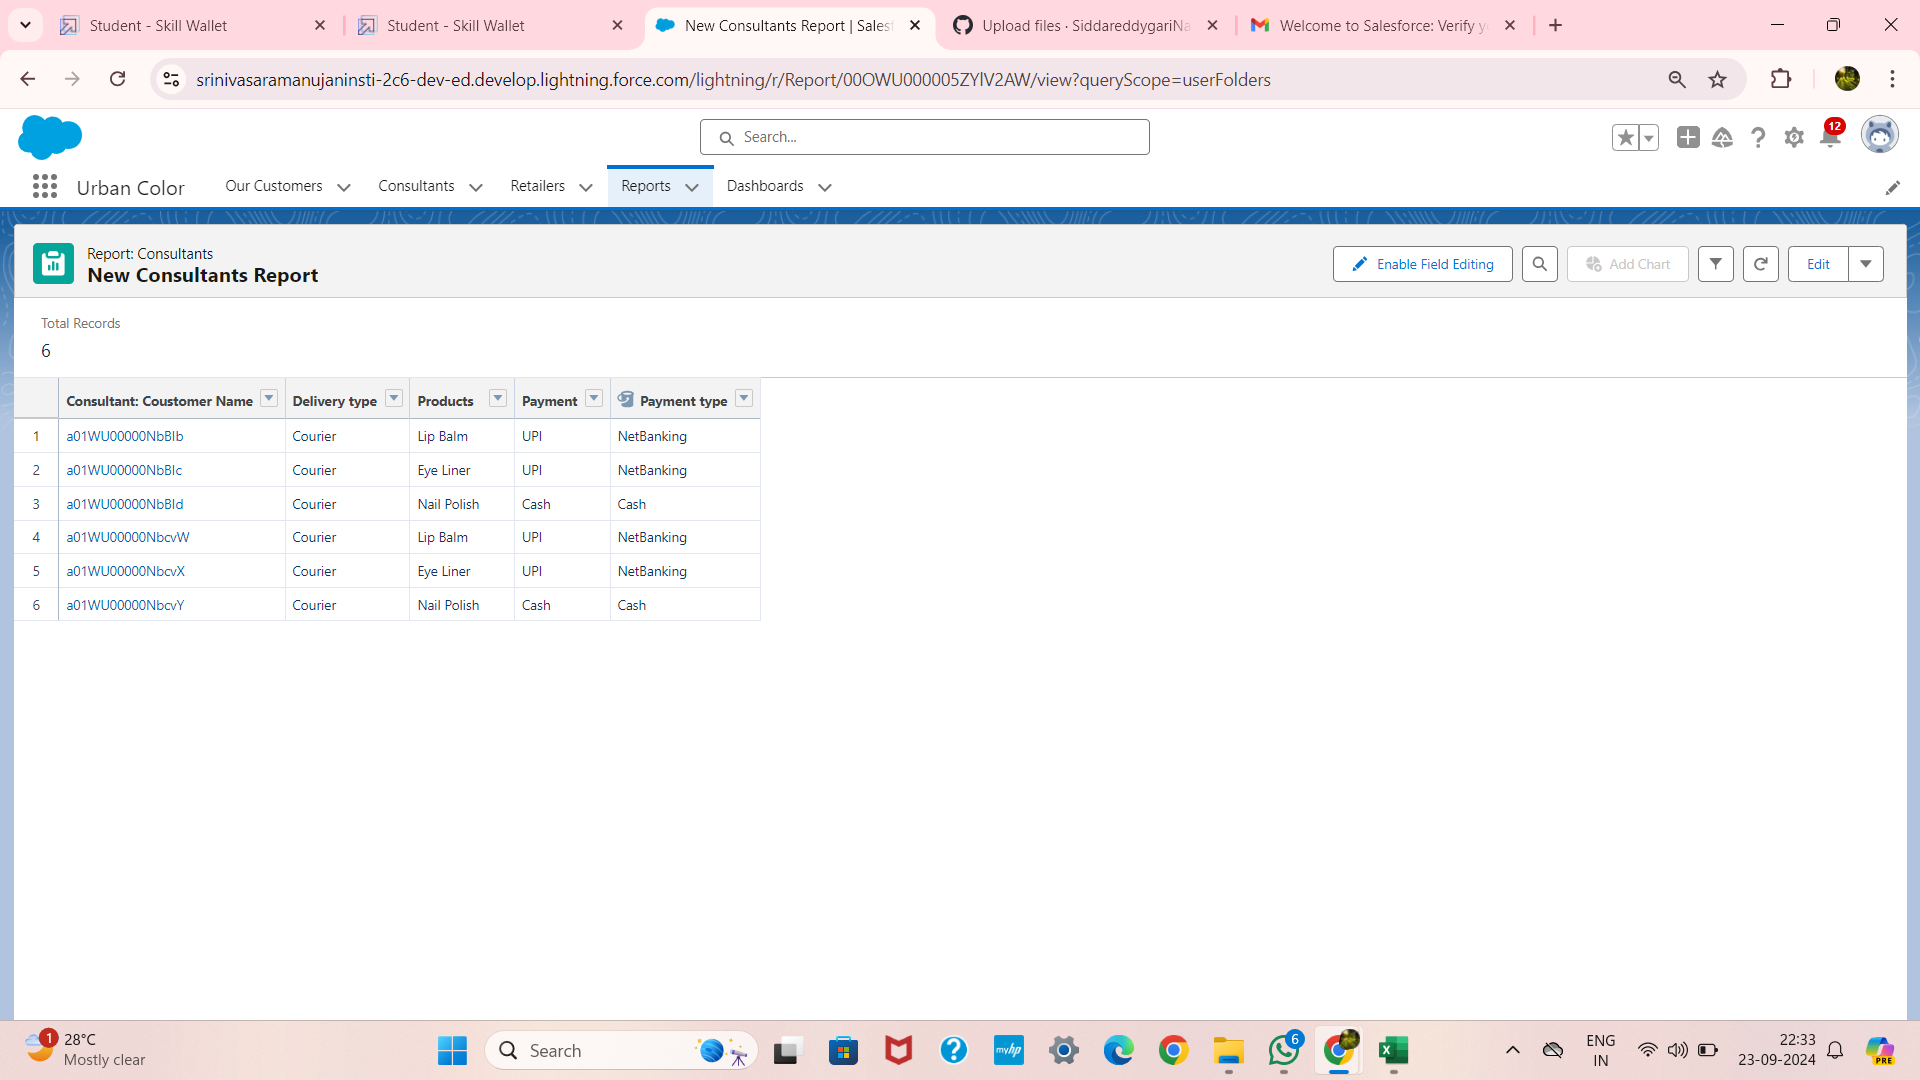 Student - Skill Wallet
Student - Skill Wallet
New Consultants Report | Salesf
Upload files · SiddareddygariNa
Welcome to Salesforce: Verify yo
srinivasaramanujaninsti-2c6-dev-ed.develop.lightning.force.com/lightning/r/Report/00OWU000005ZYlV2AW/view?queryScope=userFolders
Search...
12
Urban Color
Our Customers
Consultants
Retailers
Reports
Dashboards
Report: Consultants
New Consultants Report
Enable Field Editing
Add Chart
Edit
Total Records
6
Consultant: Coustomer Name Delivery type Products Payment Payment type
1 a01WU00000NbBIb Courier Lip Balm UPI NetBanking
2 a01WU00000NbBIc Courier Eye Liner UPI NetBanking
3 a01WU00000NbBId Courier Nail Polish Cash Cash
4 a01WU00000NbcvW Courier Lip Balm UPI NetBanking
5 a01WU00000NbcvX Courier Eye Liner UPI NetBanking
6 a01WU00000NbcvY Courier Nail Polish Cash Cash
1
28°C
Mostly clear
Search
myhp
6
ENG
IN
22:33
23-09-2024
PRE